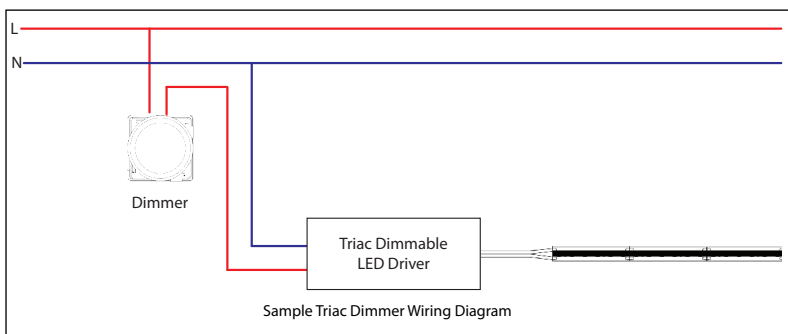 L
N
Dimmer
Triac Dimmable
LED Driver
Sample Triac Dimmer Wiring Diagram